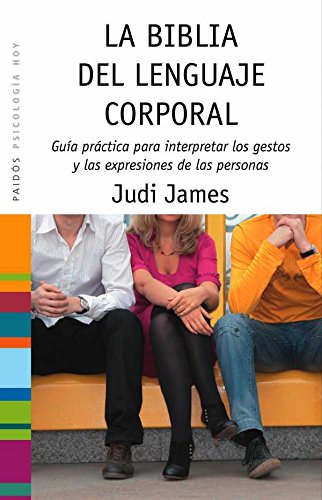 LA BIBLIA
DEL LENGUAJE
CORPORAL
Guía práctica para interpretar los gestos
y las expresiones de las personas
Judi James
PAIDÓS PSICOLOGÍA HOY